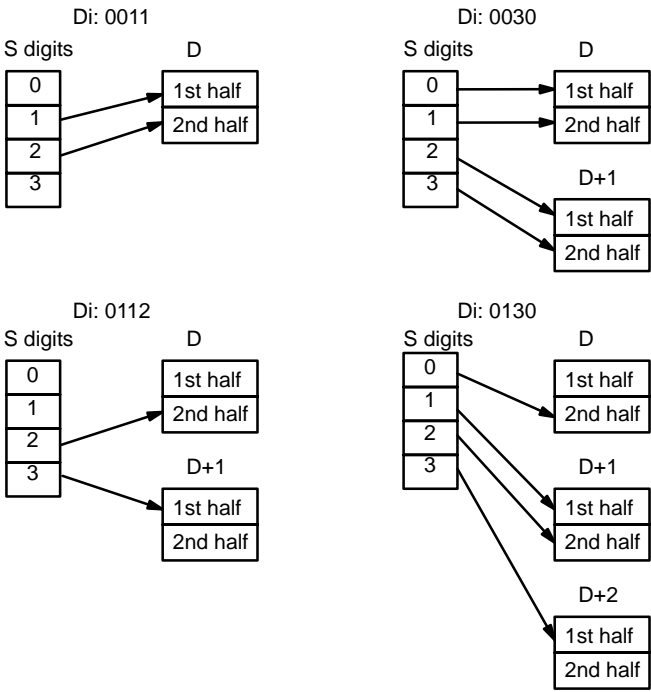 Di: 0011
S digits D
0
1
2
3
1st half
2nd half
Di: 0030
S digits D
0
1
2
3
1st half
2nd half
D+1
1st half
2nd half
Di: 0112
S digits D
0
1
2
3
1st half
2nd half
D+1
1st half
2nd half
Di: 0130
S digits D
0
1
2
3
1st half
2nd half
D+1
1st half
2nd half
D+2
1st half
2nd half